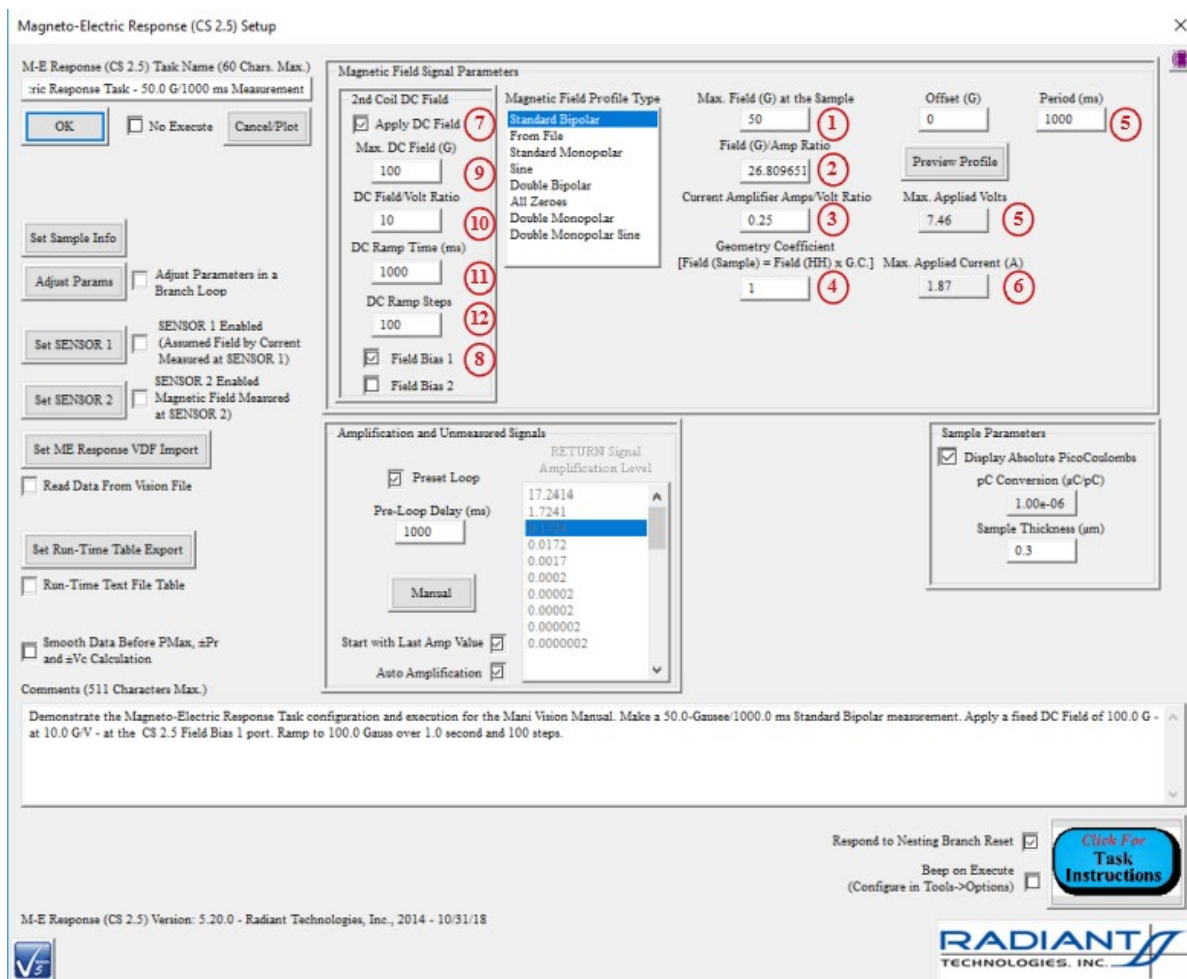 Magneto-Electric Response (CS 2.5) Setup
M-E Response (CS 2.5) Task Name (60 Chars. Max.)
:ric Response Task - 50.0 G/1000 ms Measurement
OK
No Execute
Cancel/Plot
Set Sample Info
Adjust Params
Adjust Parameters in a
Branch Loop
Set SENSOR 1
SENSOR 1 Enabled
(Assumed Field by Current
Measured at SENSOR 1)
Set SENSOR 2
SENSOR 2 Enabled
Magnetic Field Measured
at SENSOR 2)
Set ME Response VDF Import
Read Data From Vision File
Set Run-Time Table Export
Run-Time Text File Table
Smooth Data Before PMax, ±Pr
and ±Vc Calculation
Magnetic Field Signal Parameters
2nd Coil DC Field
Apply DC Field
7
Max. DC Field (G)
100
9
DC Field/Volt Ratio
10
10
DC Ramp Time (ms)
1000
11
DC Ramp Steps
100
12
Field Bias 1
8
Field Bias 2
Magnetic Field Profile Type
Standard Bipolar
From File
Standard Monopolar
Sine
Double Bipolar
All Zeroes
Double Monopolar
Double Monopolar Sine
Max. Field (G) at the Sample
50
1
Field (G)/Amp Ratio
26.809651
2
Current Amplifier Amps/Volt Ratio
0.25
3
Geometry Coefficient
[Field (Sample) = Field (HH) x G.C.]
1
4
Offset (G)
0
Period (ms)
1000
5
Preview Profile
Max. Applied Volts
7.46
5
Max. Applied Current (A)
1.87
6
Amplification and Unmeasured Signals
Preset Loop
Pre-Loop Delay (ms)
1000
Manual
Start with Last Amp Value
Auto Amplification
RETURN Signal
Amplification Level
17.2414
1.7241
0.0172
0.0017
0.0002
0.00002
0.00002
0.000002
0.0000002
Sample Parameters
Display Absolute PicoCoulombs
pC Conversion (µC/pC)
1.00e-06
Sample Thickness (µm)
0.3
Comments (511 Characters Max.)
Demonstrate the Magneto-Electric Response Task configuration and execution for the Mani Vision Manual. Make a 50.0-Gausee/1000.0 ms Standard Bipolar measurement. Apply a fieed DC Field of 100.0 G -
at 10.0 G/V - at the CS 2.5 Field Bias 1 port. Ramp to 100.0 Gauss over 1.0 second and 100 steps.
Respond to Nesting Branch Reset
Beep on Execute
(Configure in Tools->Options)
Click For
Task
Instructions
M-E Response (CS 2.5) Version: 5.20.0 - Radiant Technologies, Inc., 2014 - 10/31/18
RADIANT
TECHNOLOGIES, INC.